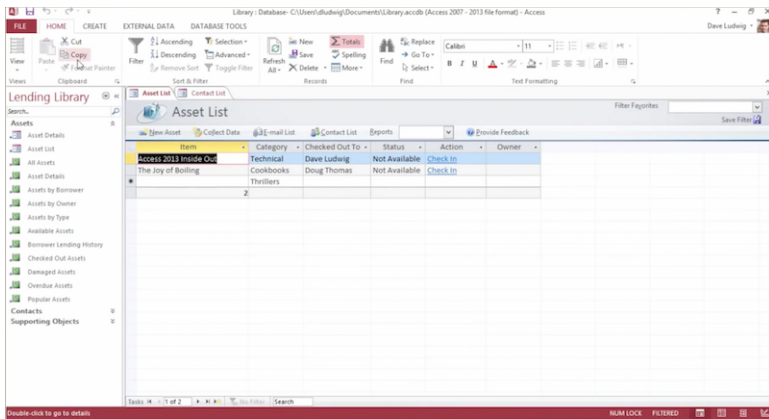 Library : Database- C:\Users\dludwig\Documents\Library.accdb (Access 2007 - 2013 file format) - Access
FILE HOME CREATE EXTERNAL DATA DATABASE TOOLS Dave Ludwig
View
Views
Paste
Cut
Copy
Format Painter
Clipboard
Filter
Ascending
Descending
Remove Sort
Selection
Advanced
Toggle Filter
Sort & Filter
Refresh All
New
Save
Delete
Totals
Spelling
More
Records
Find
Replace
Go To
Select
Find
Calibri 11
B I U
Text Formatting
Lending Library
Search...
Assets
Asset Details
Asset List
All Assets
Asset Details
Assets by Borrower
Assets by Owner
Assets by Type
Available Assets
Borrower Lending History
Checked Out Assets
Damaged Assets
Overdue Assets
Popular Assets
Contacts
Supporting Objects
Asset List Contact List
Asset List
Filter Favorites
Save Filter
New Asset Collect Data E-mail List Contact List Reports Provide Feedback
Item Category Checked Out To Status Action Owner
Access 2013 Inside Out Technical Dave Ludwig Not Available Check In
The Joy of Boiling Cookbooks Doug Thomas Not Available Check In
Thrillers
2
Tasks 1 of 2 No Filter Search
Double-click to go to details NUM LOCK FILTERED